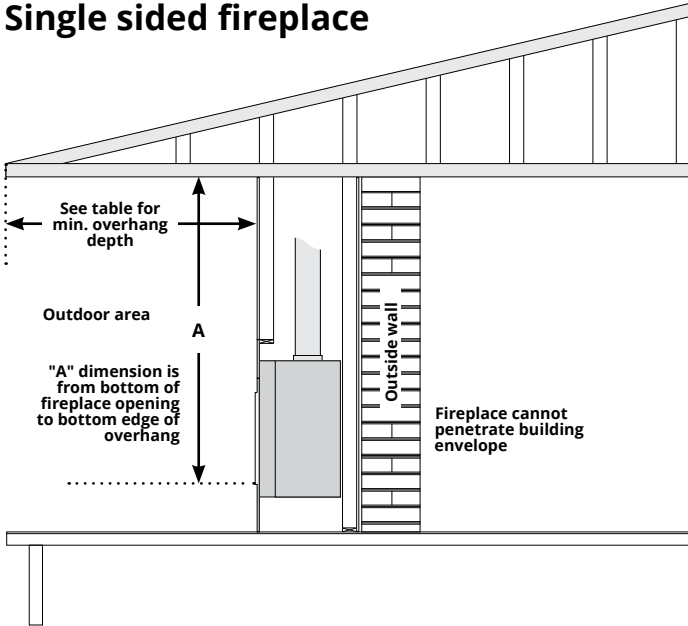 Single sided fireplace
See table for
min. overhang
depth
Outdoor area
A
"A" dimension is
from bottom of
fireplace opening
to bottom edge of
overhang
Outside wall
Fireplace cannot
penetrate building
envelope